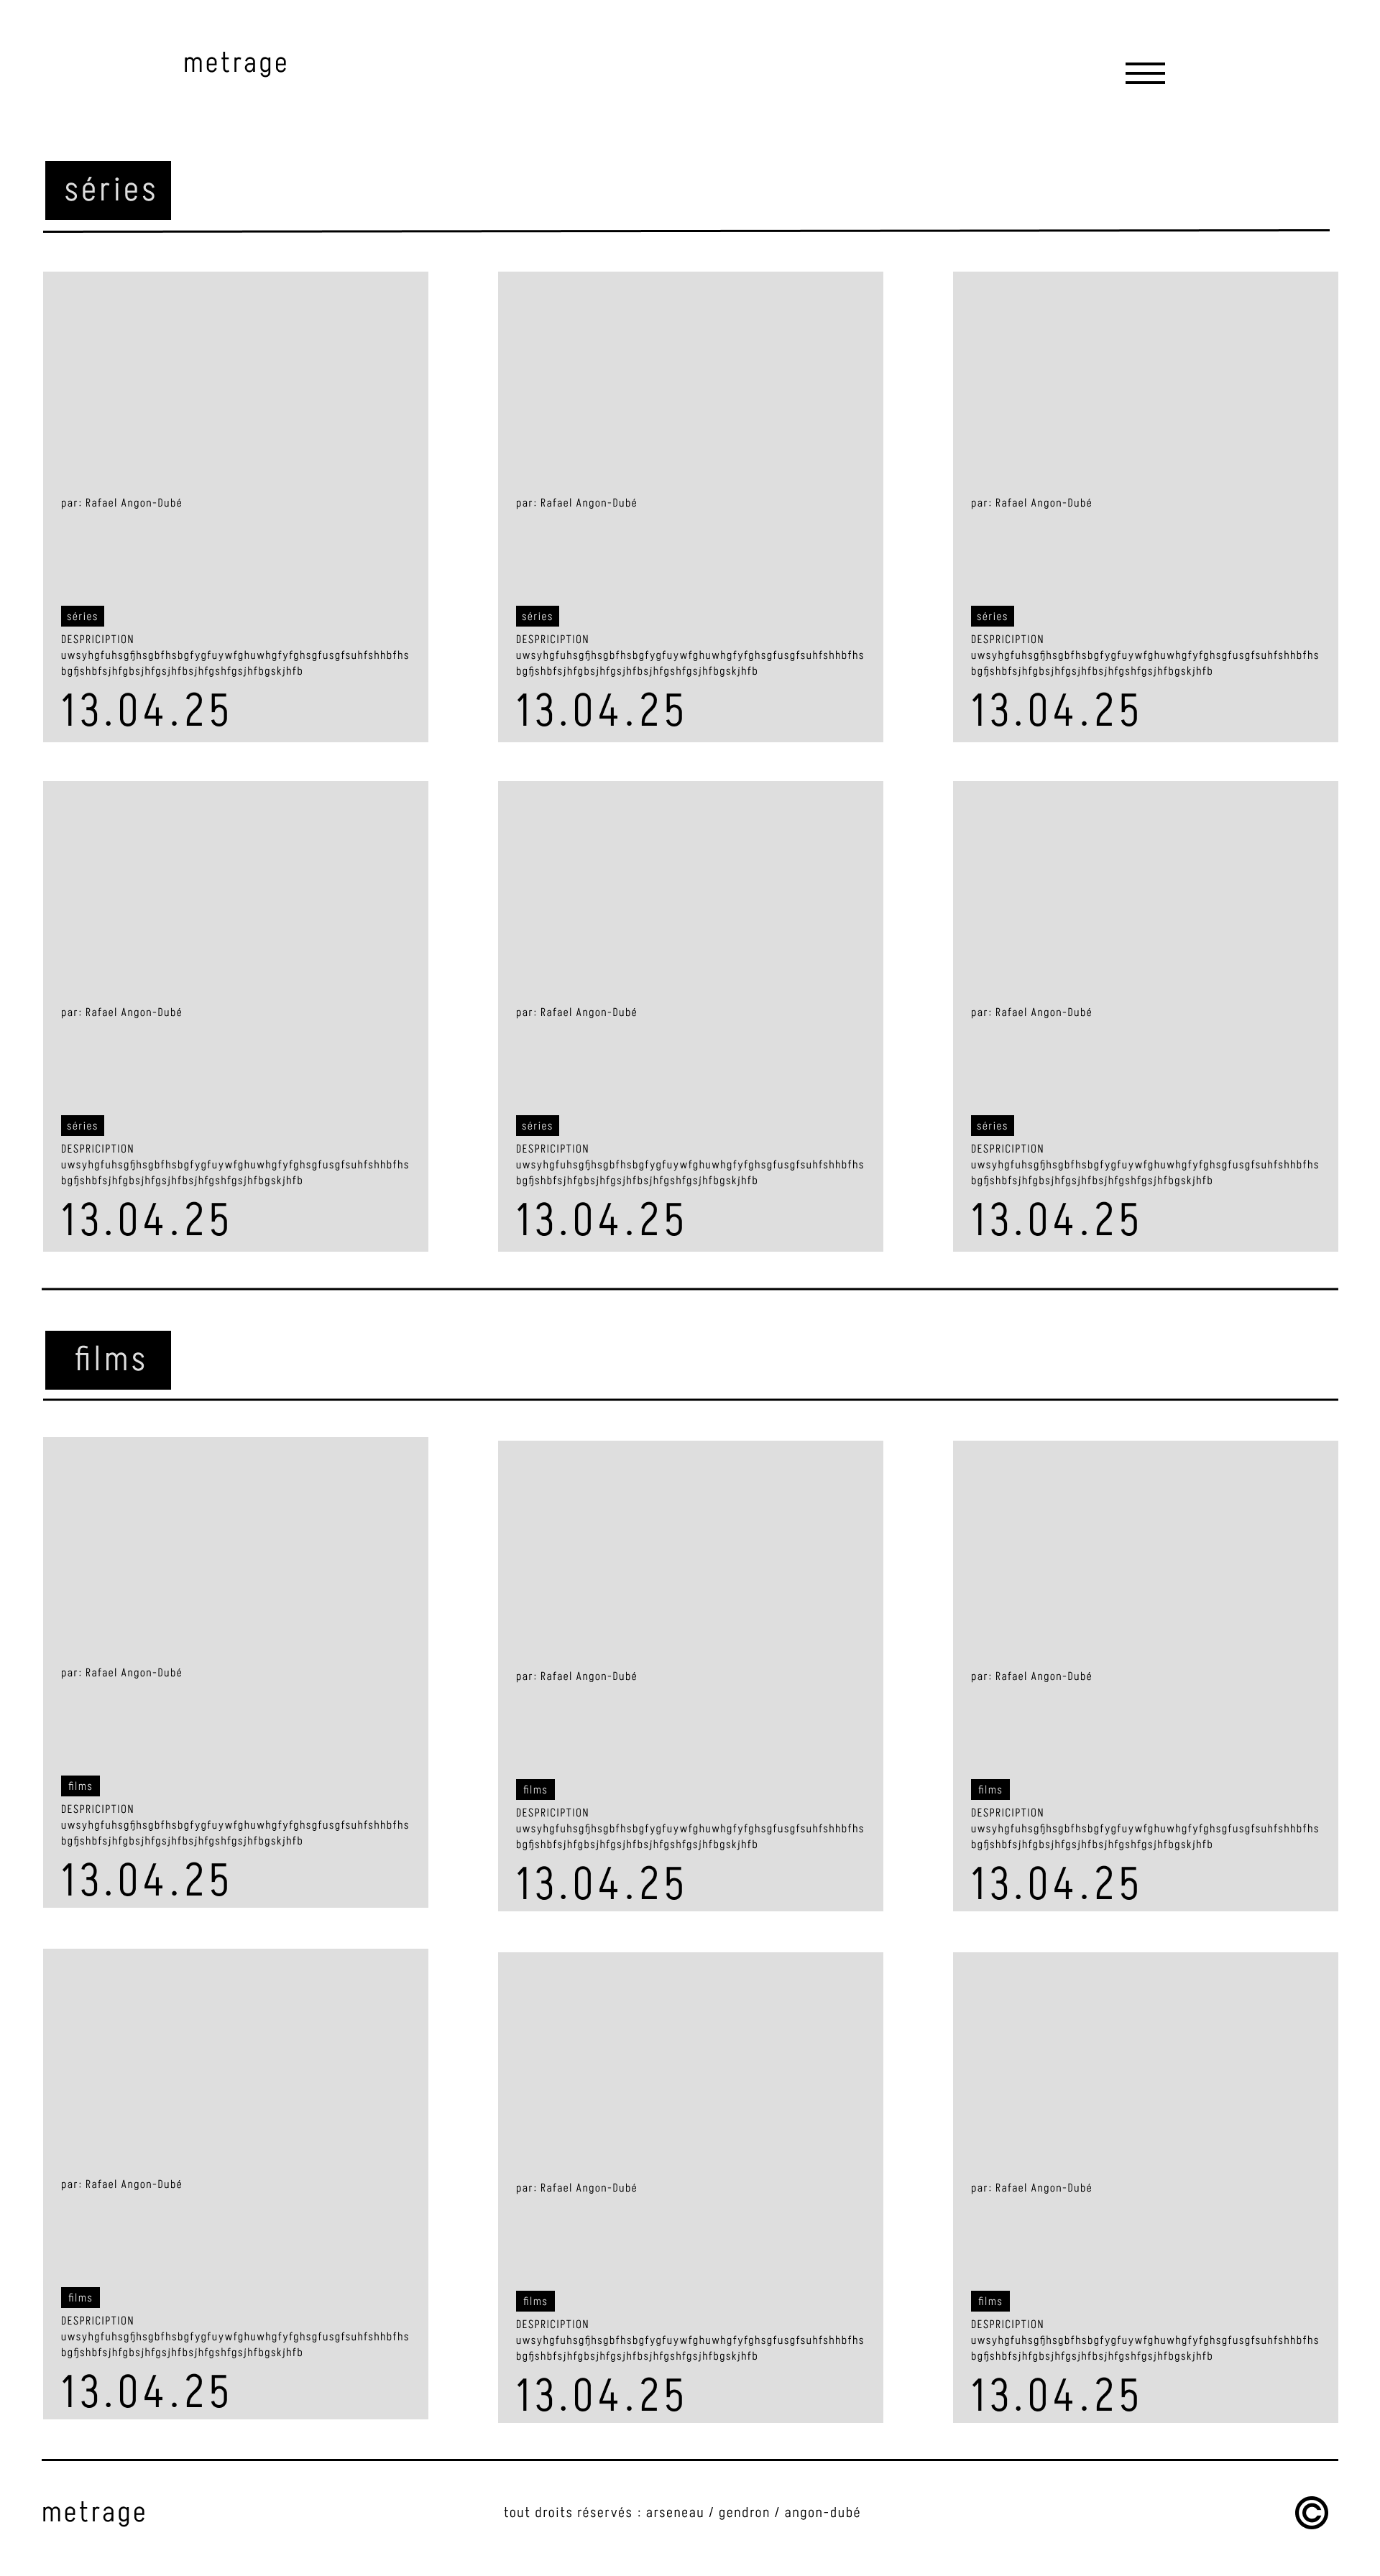 metrage
séries
par: Rafael Angon-Dubé
séries
DESPRICIPTION
uwsyhgfuhsgfjhsgbfhsbgfygfuywfghuwhgfyfghsgfusgfsuhfshhbfhs
bgfjshbfsjhfgbsjhfgsjhfbsjhfgshfgsjhfbgskjhfb
13.04.25
par: Rafael Angon-Dubé
séries
DESPRICIPTION
uwsyhgfuhsgfjhsgbfhsbgfygfuywfghuwhgfyfghsgfusgfsuhfshhbfhs
bgfjshbfsjhfgbsjhfgsjhfbsjhfgshfgsjhfbgskjhfb
13.04.25
par: Rafael Angon-Dubé
séries
DESPRICIPTION
uwsyhgfuhsgfjhsgbfhsbgfygfuywfghuwhgfyfghsgfusgfsuhfshhbfhs
bgfjshbfsjhfgbsjhfgsjhfbsjhfgshfgsjhfbgskjhfb
13.04.25
par: Rafael Angon-Dubé
séries
DESPRICIPTION
uwsyhgfuhsgfjhsgbfhsbgfygfuywfghuwhgfyfghsgfusgfsuhfshhbfhs
bgfjshbfsjhfgbsjhfgsjhfbsjhfgshfgsjhfbgskjhfb
13.04.25
par: Rafael Angon-Dubé
séries
DESPRICIPTION
uwsyhgfuhsgfjhsgbfhsbgfygfuywfghuwhgfyfghsgfusgfsuhfshhbfhs
bgfjshbfsjhfgbsjhfgsjhfbsjhfgshfgsjhfbgskjhfb
13.04.25
par: Rafael Angon-Dubé
séries
DESPRICIPTION
uwsyhgfuhsgfjhsgbfhsbgfygfuywfghuwhgfyfghsgfusgfsuhfshhbfhs
bgfjshbfsjhfgbsjhfgsjhfbsjhfgshfgsjhfbgskjhfb
13.04.25
films
par: Rafael Angon-Dubé
films
DESPRICIPTION
uwsyhgfuhsgfjhsgbfhsbgfygfuywfghuwhgfyfghsgfusgfsuhfshhbfhs
bgfjshbfsjhfgbsjhfgsjhfbsjhfgshfgsjhfbgskjhfb
13.04.25
par: Rafael Angon-Dubé
films
DESPRICIPTION
uwsyhgfuhsgfjhsgbfhsbgfygfuywfghuwhgfyfghsgfusgfsuhfshhbfhs
bgfjshbfsjhfgbsjhfgsjhfbsjhfgshfgsjhfbgskjhfb
13.04.25
par: Rafael Angon-Dubé
films
DESPRICIPTION
uwsyhgfuhsgfjhsgbfhsbgfygfuywfghuwhgfyfghsgfusgfsuhfshhbfhs
bgfjshbfsjhfgbsjhfgsjhfbsjhfgshfgsjhfbgskjhfb
13.04.25
par: Rafael Angon-Dubé
films
DESPRICIPTION
uwsyhgfuhsgfjhsgbfhsbgfygfuywfghuwhgfyfghsgfusgfsuhfshhbfhs
bgfjshbfsjhfgbsjhfgsjhfbsjhfgshfgsjhfbgskjhfb
13.04.25
par: Rafael Angon-Dubé
films
DESPRICIPTION
uwsyhgfuhsgfjhsgbfhsbgfygfuywfghuwhgfyfghsgfusgfsuhfshhbfhs
bgfjshbfsjhfgbsjhfgsjhfbsjhfgshfgsjhfbgskjhfb
13.04.25
par: Rafael Angon-Dubé
films
DESPRICIPTION
uwsyhgfuhsgfjhsgbfhsbgfygfuywfghuwhgfyfghsgfusgfsuhfshhbfhs
bgfjshbfsjhfgbsjhfgsjhfbsjhfgshfgsjhfbgskjhfb
13.04.25
metrage
tout droits réservés : arseneau / gendron / angon-dubé
©